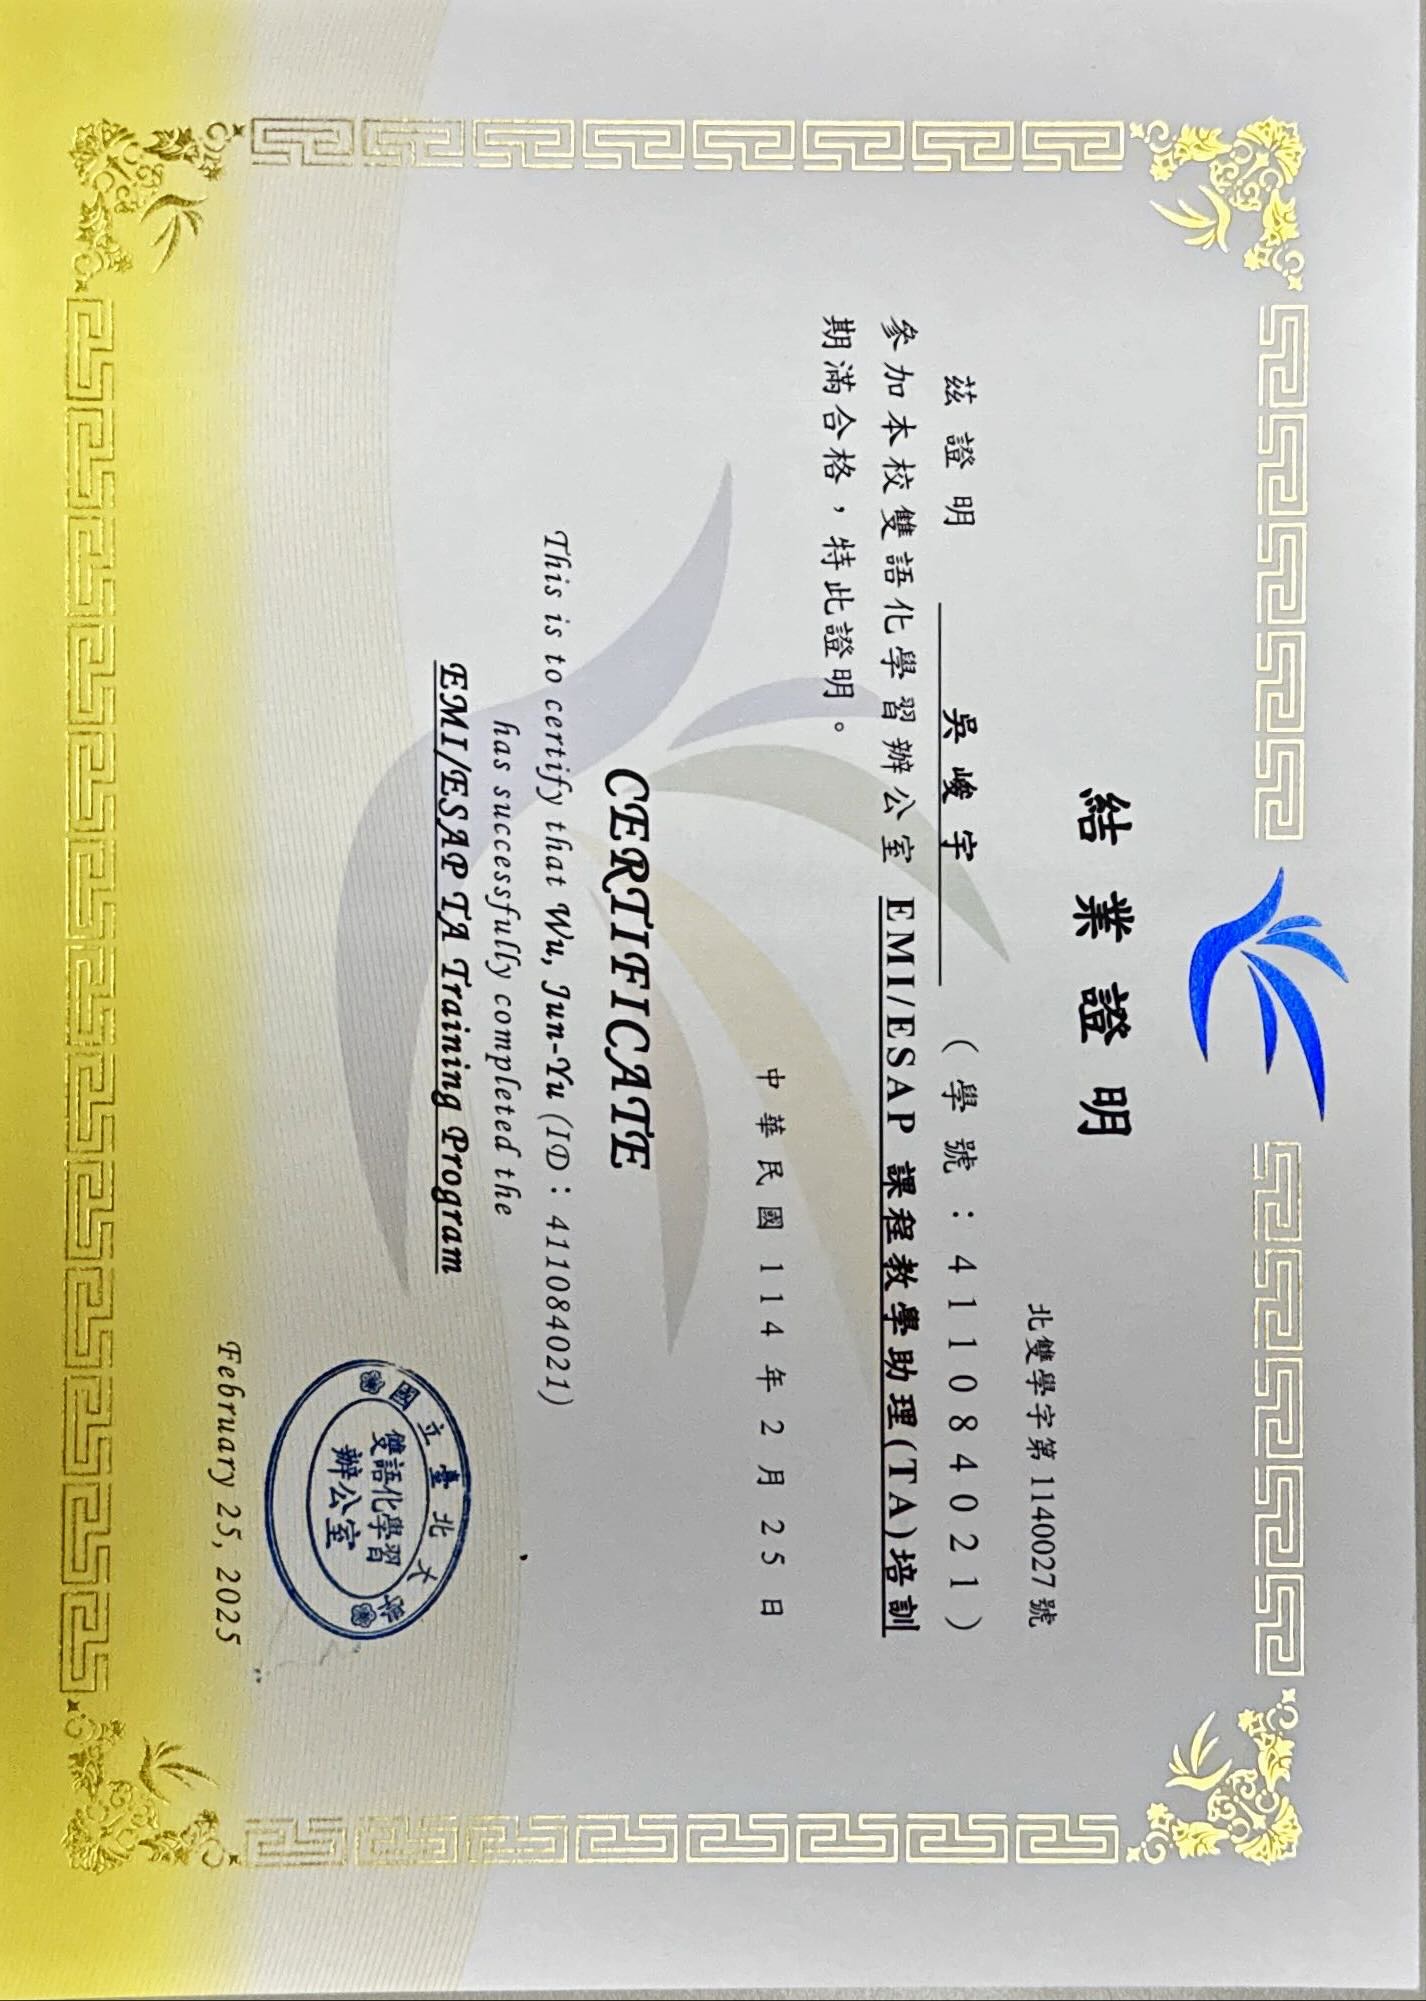 結業證明
北雙學字第1140027號
茲證明 吳峻宇 (學號:411084021)
參加本校雙語化學習辦公室 EMI/ESAP 課程教學助理(TA)培訓
期滿合格,特此證明。
中華民國114年2月25日
CERTIFICATE
This is to certify that Wu, Jun-Yu (ID:411084021)
has successfully completed the
EMI/ESAP TA Training Program
國立臺北大學
雙語化學習
辦公室
February 25, 2025